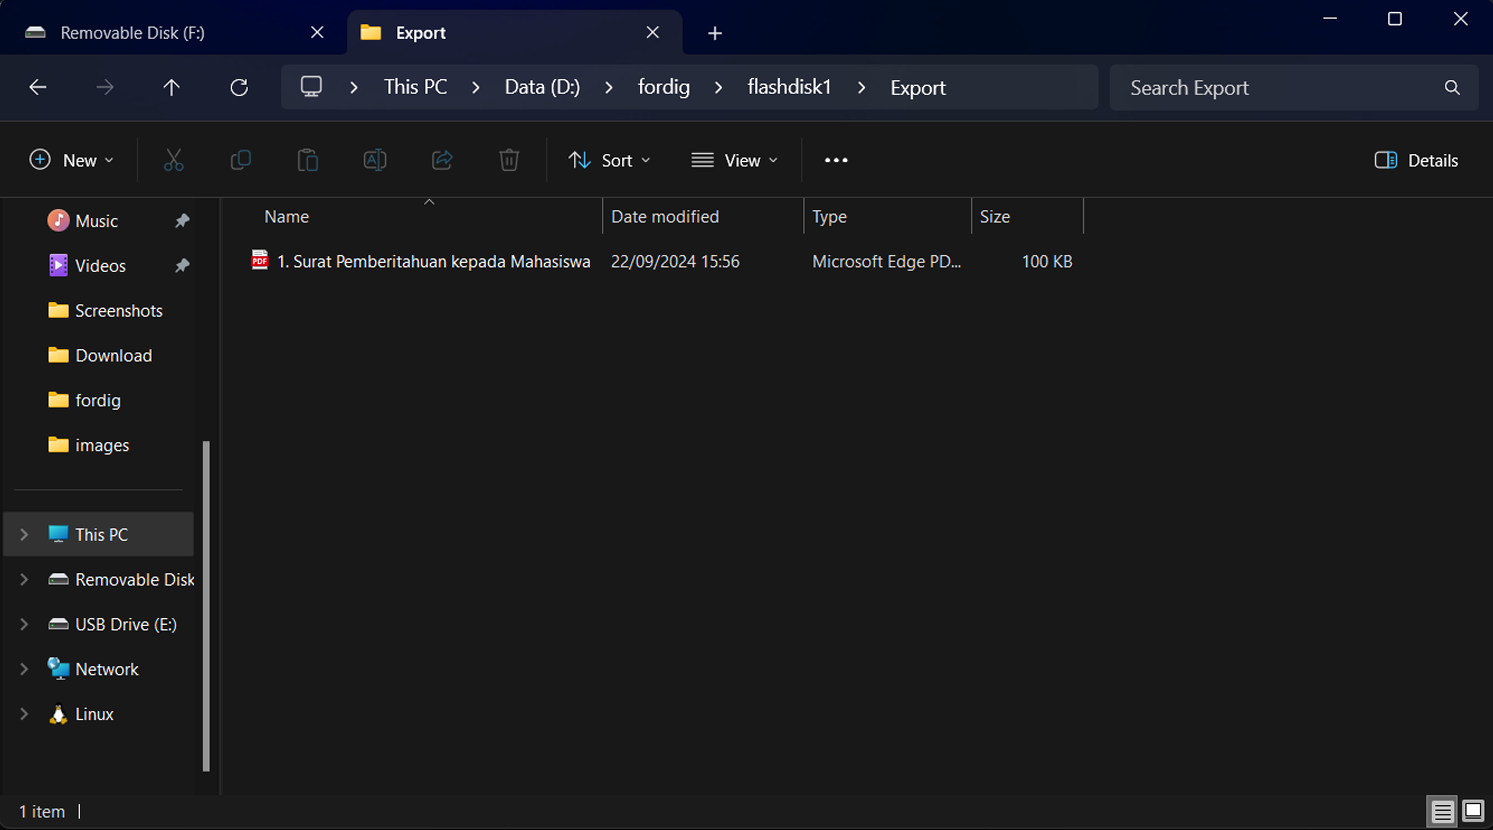 Removable Disk (F:)
Export
This PC
Data (D:)
fordig
flashdisk1
Export
Search Export
New
Sort
View
Details
Music
Videos
Screenshots
Download
fordig
images
This PC
Removable Disk
USB Drive (E:)
Network
Linux
Name
Date modified
Type
Size
PDF
1. Surat Pemberitahuan kepada Mahasiswa
22/09/2024 15:56
Microsoft Edge PD...
100 KB
1 item